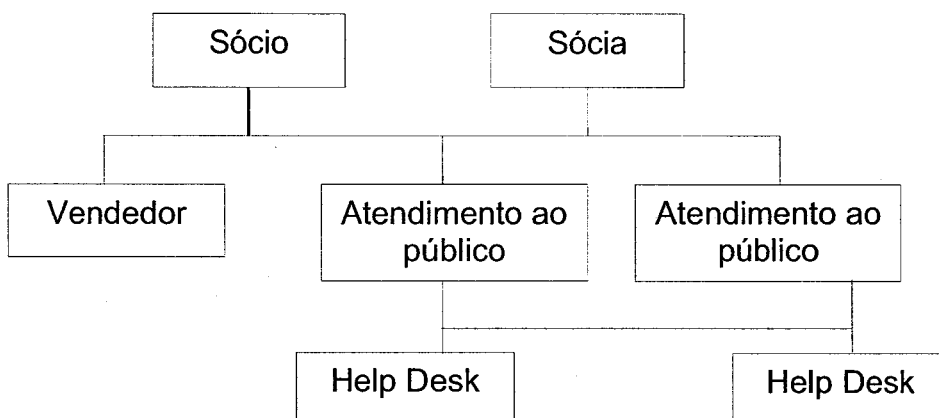 Sócio
Sócia
Vendedor
Atendimento ao
público
Atendimento ao
público
Help Desk
Help Desk